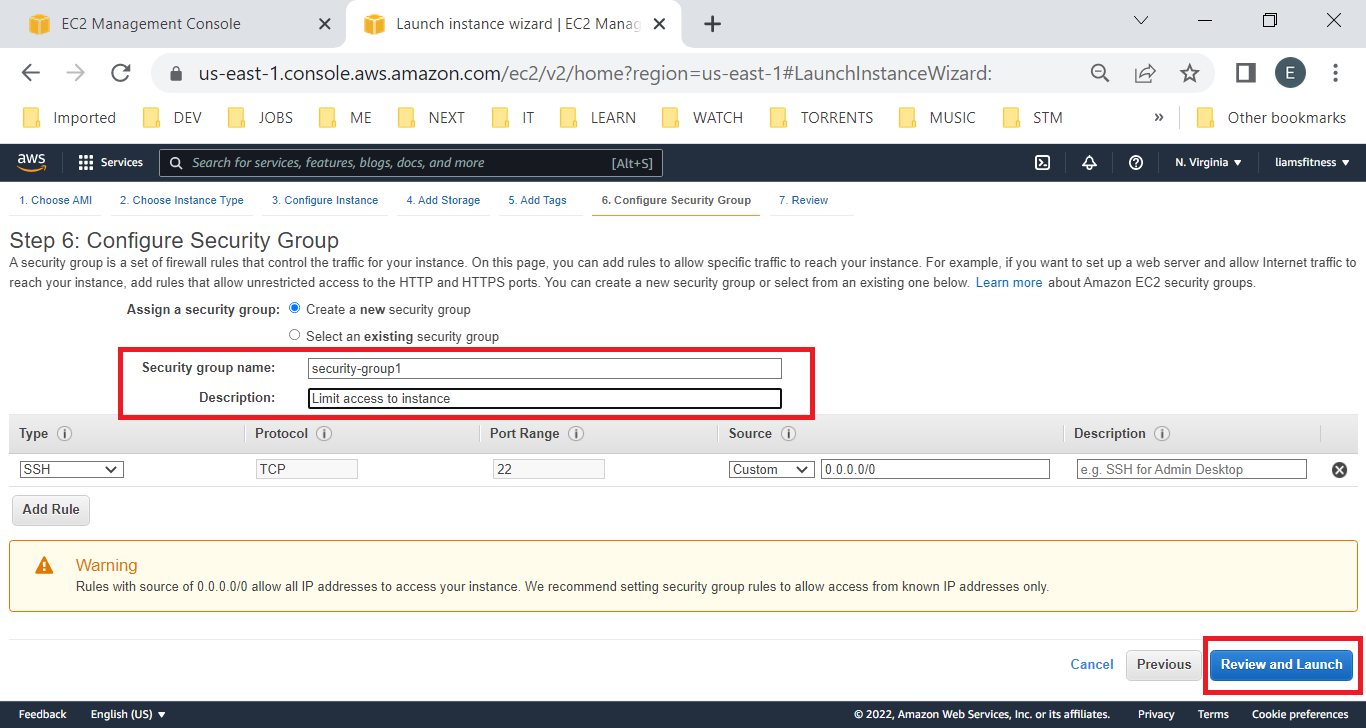 EC2 Management Console
Launch instance wizard | EC2 Manag
us-east-1.console.aws.amazon.com/ec2/v2/home?region=us-east-1#LaunchInstanceWizard:
E
Imported DEV JOBS ME NEXT IT LEARN WATCH TORRENTS MUSIC STM » Other bookmarks
aws Services Search for services, features, blogs, docs, and more [Alt+S] N. Virginia liamsfitness
1. Choose AMI 2. Choose Instance Type 3. Configure Instance 4. Add Storage 5. Add Tags 6. Configure Security Group 7. Review
Step 6: Configure Security Group
A security group is a set of firewall rules that control the traffic for your instance. On this page, you can add rules to allow specific traffic to reach your instance. For example, if you want to set up a web server and allow Internet traffic to
reach your instance, add rules that allow unrestricted access to the HTTP and HTTPS ports. You can create a new security group or select from an existing one below. Learn more about Amazon EC2 security groups.
Assign a security group: Create a new security group
Select an existing security group
Security group name: security-group1
Description: Limit access to instance
Type Protocol Port Range Source Description
SSH TCP 22 Custom 0.0.0.0/0 e.g. SSH for Admin Desktop
Add Rule
Warning
Rules with source of 0.0.0.0/0 allow all IP addresses to access your instance. We recommend setting security group rules to allow access from known IP addresses only.
Cancel Previous Review and Launch
Feedback English (US) © 2022, Amazon Web Services, Inc. or its affiliates. Privacy Terms Cookie preferences